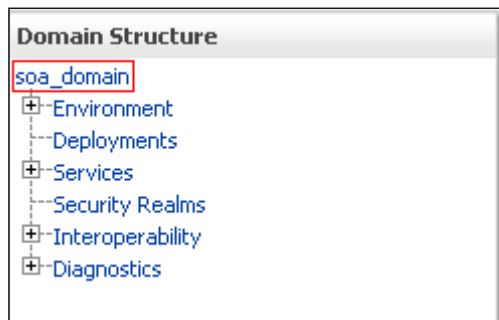 Domain Structure
soa_domain
Environment
Deployments
Services
Security Realms
Interoperability
Diagnostics